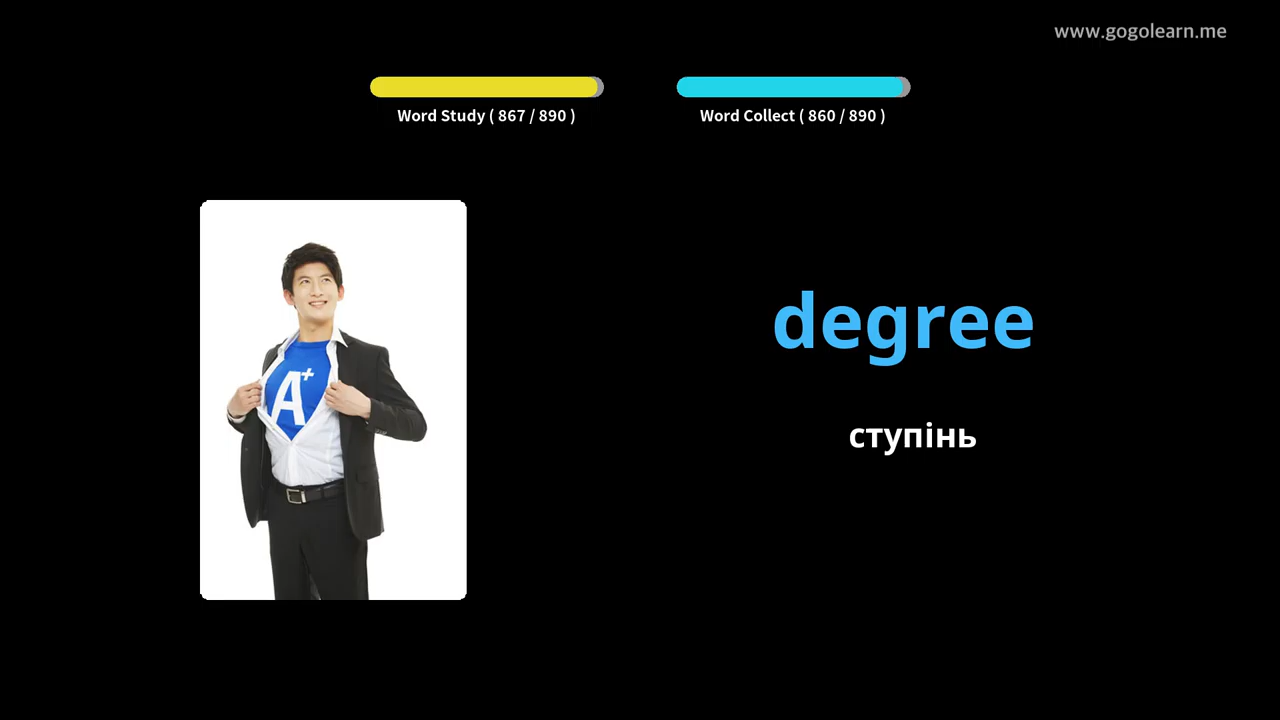 www.gogolearn.me
Word Study ( 867 / 890 )
Word Collect ( 860 / 890 )
A+
degree
ступінь